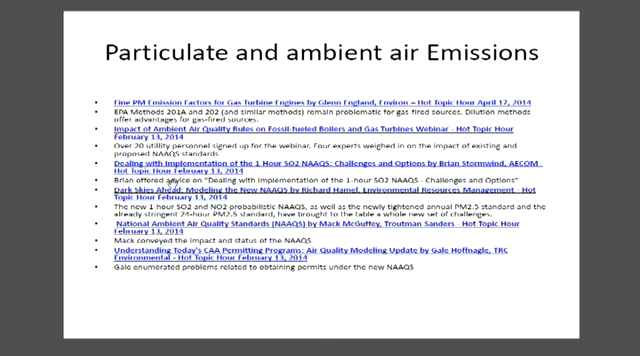 Particulate and ambient air Emissions
• Fine PM Emission Factors for Gas Turbine Engines by Glenn England, Environ – Hot Topic Hour April 17, 2014
• EPA Methods 201A and 202 (and similar methods) remain problematic for gas fired sources. Dilution methods
offer advantages for gas-fired sources.
• Impact of Ambient Air Quality Rules on Fossil-fueled Boilers and Gas Turbines Webinar - Hot Topic Hour
February 13, 2014
• Over 20 utility personnel signed up for the webinar. Four experts weighed in on the impact of existing and
proposed NAAQS standards
• Dealing with Implementation of the 1 Hour SO2 NAAQS: Challenges and Options by Brian Stormwind, AECOM -
Hot Topic Hour February 13, 2014
• Brian offered advice on "Dealing with Implementation of the 1-hour SO2 NAAQS - Challenges and Options"
• Dark Skies Ahead: Modeling the New NAAQS by Richard Hamel, Environmental Resources Management - Hot
Topic Hour February 13, 2014
• The new 1 hour SO2 and NO2 probabilistic NAAQS, as well as the newly tightened annual PM2.5 standard and the
already stringent 24-hour PM2.5 standard, have brought to the table a whole new set of challenges.
• National Ambient Air Quality Standards (NAAQS) by Mack McGuffey, Troutman Sanders - Hot Topic Hour
February 13, 2014
• Mack conveyed the impact and status of the NAAQS
• Understanding Today's CAA Permitting Programs: Air Quality Modeling Update by Gale Hoffnagle, TRC
Environmental - Hot Topic Hour February 13, 2014
• Gale enumerated problems related to obtaining permits under the new NAAQS